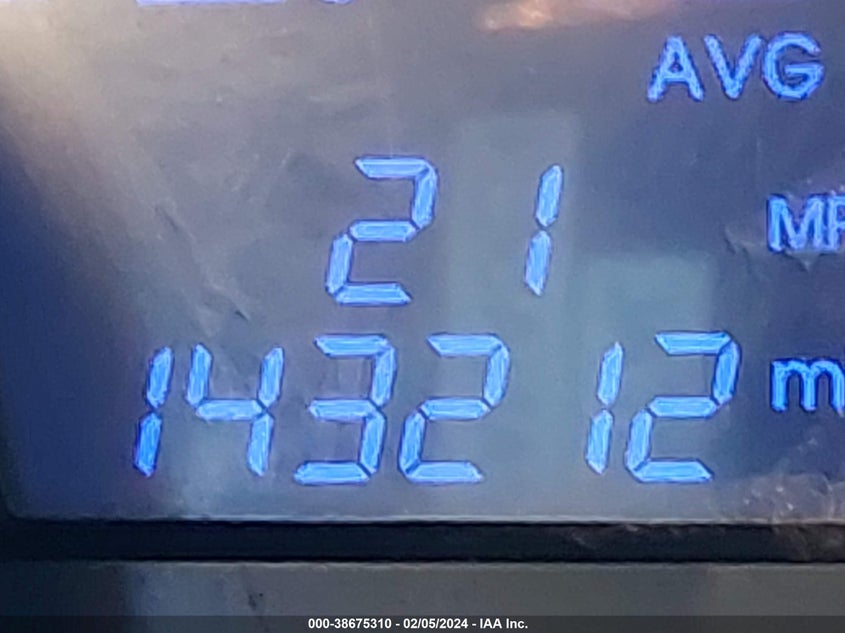 AVG
21 MP
143212 m
000-38675310 - 02/05/2024 - IAA Inc.